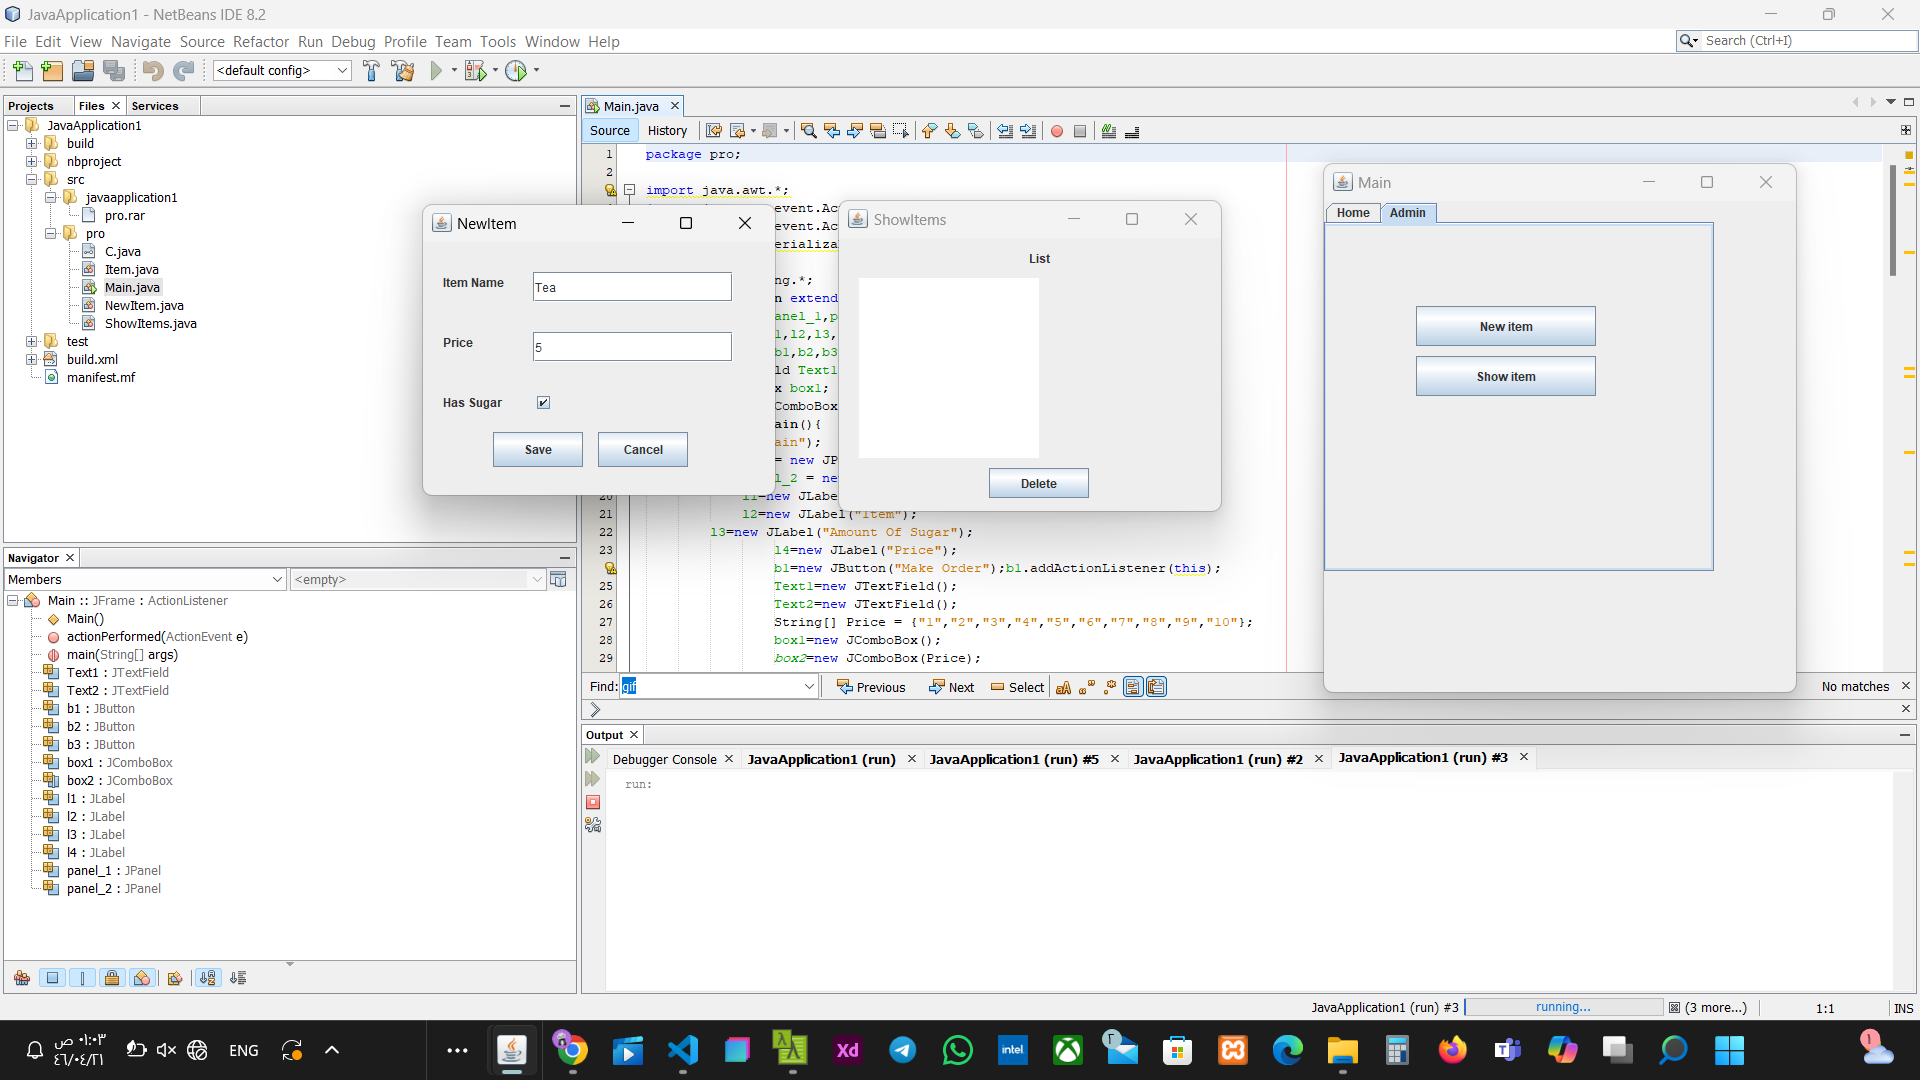 JavaApplication1 - NetBeans IDE 8.2
File Edit View Navigate Source Refactor Run Debug Profile Team Tools Window Help
Search (Ctrl+I)
<default config>
Projects Files Services
JavaApplication1
build
nbproject
src
javaapplication1
pro.rar
pro
C.java
Item.java
Main.java
NewItem.java
ShowItems.java
test
build.xml
manifest.mf
Navigator
Members
<empty>
Main :: JFrame : ActionListener
Main()
actionPerformed(ActionEvent e)
main(String[] args)
Text1 : JTextField
Text2 : JTextField
b1 : JButton
b2 : JButton
b3 : JButton
box1 : JComboBox
box2 : JComboBox
l1 : JLabel
l2 : JLabel
l3 : JLabel
l4 : JLabel
panel_1 : JPanel
panel_2 : JPanel
NewItem
Item Name
Tea
Price
5
Has Sugar
Save Cancel
ShowItems
List
Delete
Main
Home Admin
New item
Show item
Main.java
Source History
1 package pro;
2
import java.awt.*;
event.Ac
event.Ac
erializa
ng.*;
n extend
anel_1,p
1,l2,l3,
b1,b2,b3
ld Text1
x box1;
ComboBox
ain(){
ain");
= new JP
l_2 = ne
20 l1=new JLabe
21 l2=new JLabel("Item");
22 l3=new JLabel("Amount Of Sugar");
23 l4=new JLabel("Price");
b1=new JButton("Make Order");b1.addActionListener(this);
25 Text1=new JTextField();
26 Text2=new JTextField();
27 String[] Price = {"1","2","3","4","5","6","7","8","9","10"};
28 box1=new JComboBox();
29 box2=new JComboBox(Price);
Find: gif Previous Next Select No matches
Output
Debugger Console JavaApplication1 (run) JavaApplication1 (run) #5 JavaApplication1 (run) #2 JavaApplication1 (run) #3
run:
JavaApplication1 (run) #3 running... (3 more...) 1:1 INS
٠١:٠٣ ص
٤٦/٠٤/٢١
ENG
Xd
intel
1